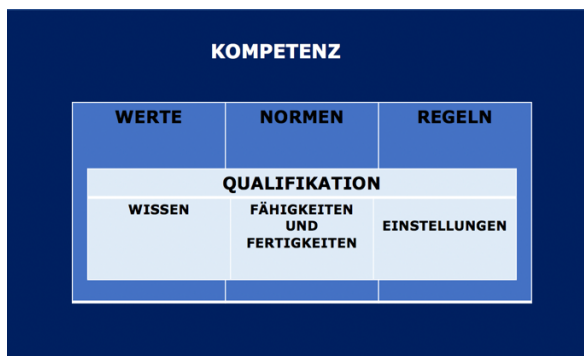 KOMPETENZ
WERTE NORMEN REGELN
QUALIFIKATION
WISSEN
FÄHIGKEITEN
UND
FERTIGKEITEN
EINSTELLUNGEN